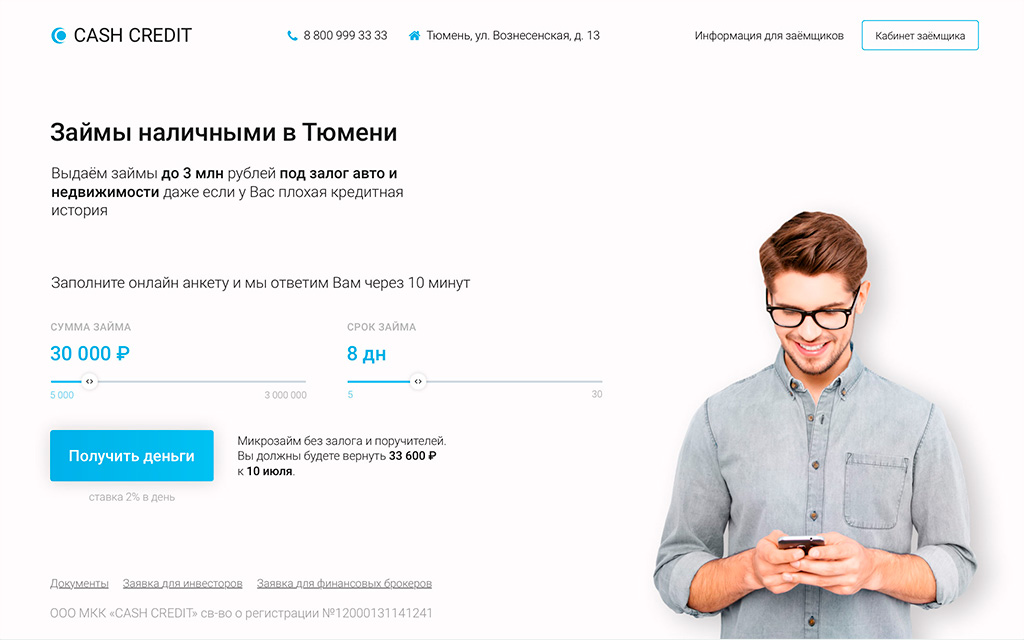 CASH CREDIT
8 800 999 33 33
Тюмень, ул. Вознесенская, д. 13
Информация для заёмщиков
Кабинет заёмщика
Займы наличными в Тюмени
Выдаём займы до 3 млн рублей под залог авто и
недвижимости даже если у Вас плохая кредитная
история
Заполните онлайн анкету и мы ответим Вам через 10 минут
СУММА ЗАЙМА
СРОК ЗАЙМА
30 000 ₽
8 дн
5 000
3 000 000
5
30
Получить деньги
Микрозайм без залога и поручителей.
Вы должны будете вернуть 33 600 ₽
к 10 июля.
ставка 2% в день
Документы
Заявка для инвесторов
Заявка для финансовых брокеров
ООО МКК «CASH CREDIT» св-во о регистрации №12000131141241